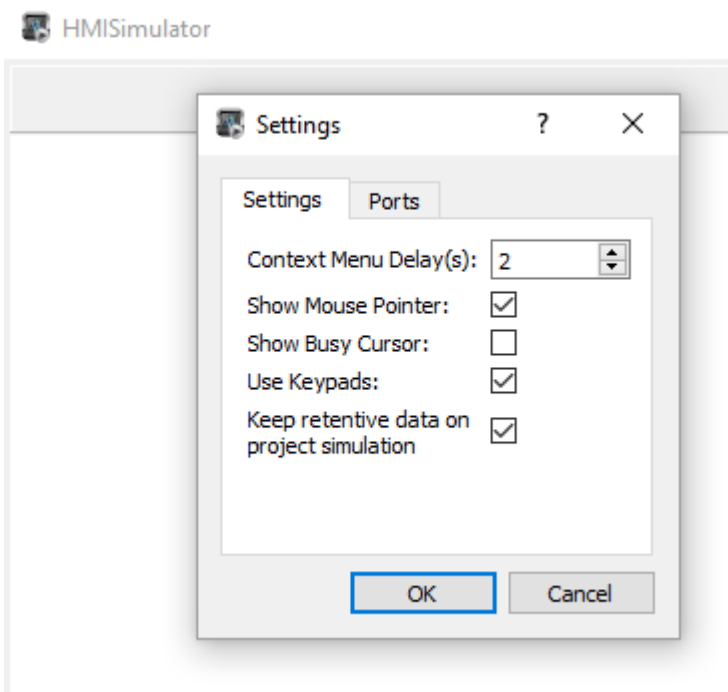 HMISimulator
Settings
?
Settings
Ports
Context Menu Delay(s): 2
Show Mouse Pointer:
Show Busy Cursor:
Use Keypads:
Keep retentive data on
project simulation
OK
Cancel